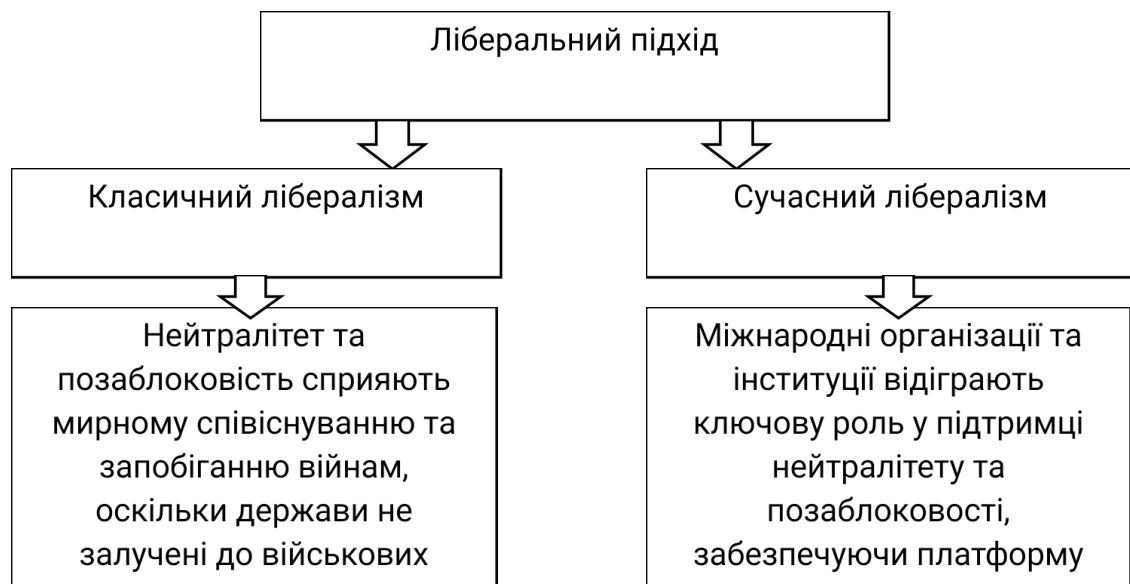 Ліберальний підхід
Класичний лібералізм
Сучасний лібералізм
Нейтралітет та
позаблоковість сприяють
мирному співіснуванню та
запобіганню війнам,
оскільки держави не
залучені до військових
Міжнародні організації та
інституції відіграють
ключову роль у підтримці
нейтралітету та
позаблоковості,
забезпечуючи платформу